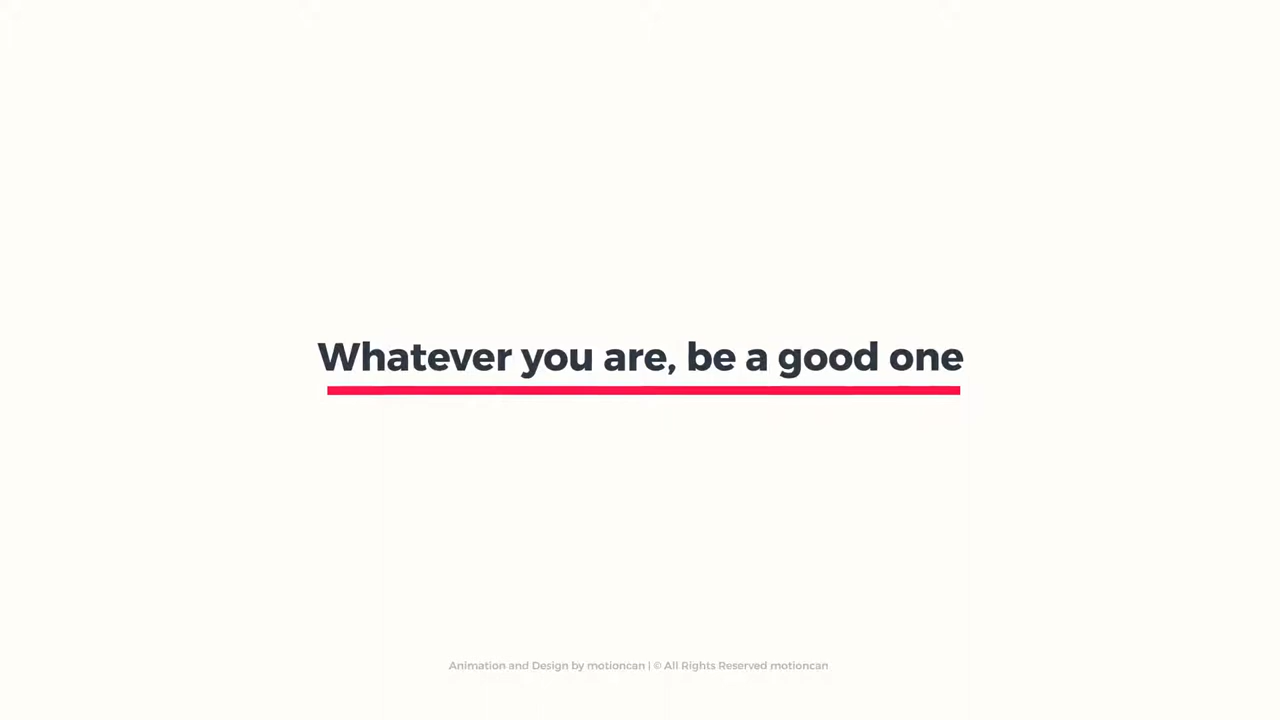 Whatever you are, be a good one
Animation and Design by motioncan | © All Rights Reserved motioncan